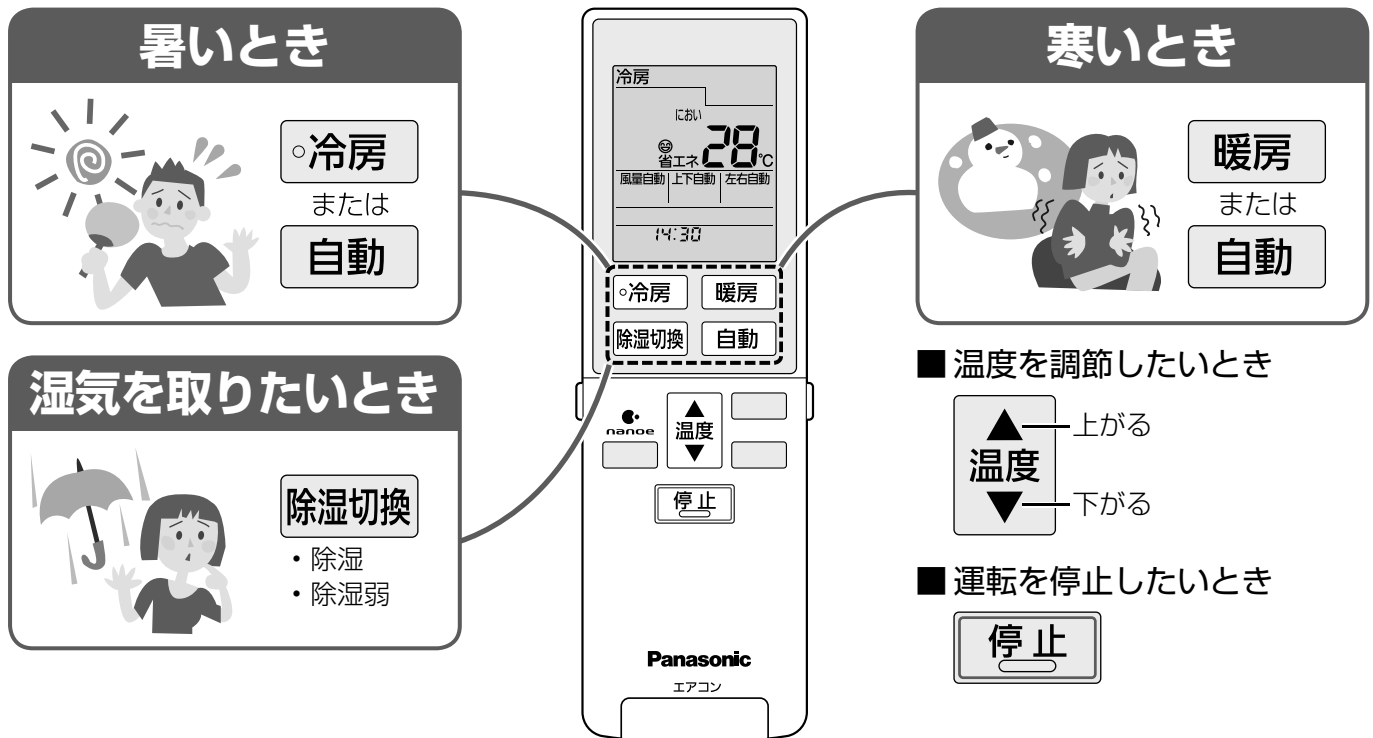 暑いとき
○冷房
または
自動
湿気を取りたいとき
除湿切換
・除湿
・除湿弱
冷房
におい
省エネ 28℃
風量自動 上下自動 左右自動
14:30
○冷房 暖房
除湿切換 自動
nanoe
▲
温度
▼
停止
Panasonic
エアコン
寒いとき
暖房
または
自動
■ 温度を調節したいとき
▲ 上がる
温度
▼ 下がる
■ 運転を停止したいとき
停止